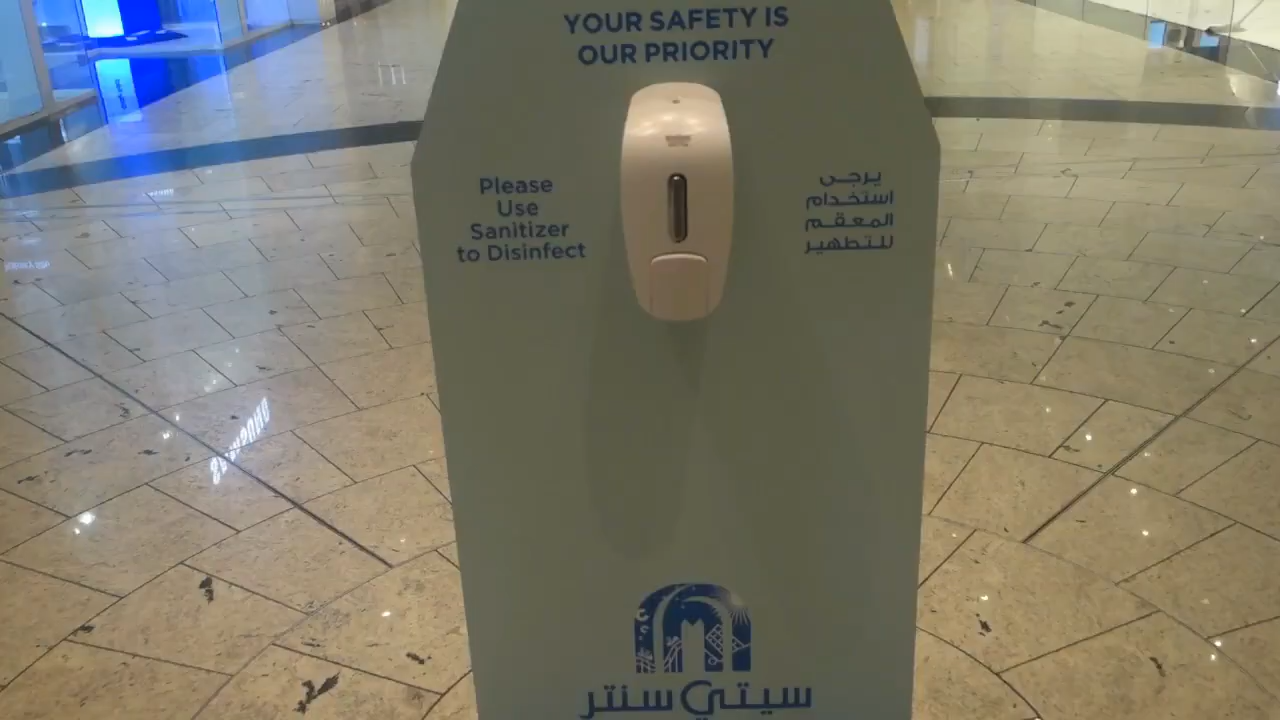 YOUR SAFETY IS
OUR PRIORITY
Please
Use
Sanitizer
to Disinfect
يرجى
استخدام
المعقم
للتطهير
سيتي سنتر